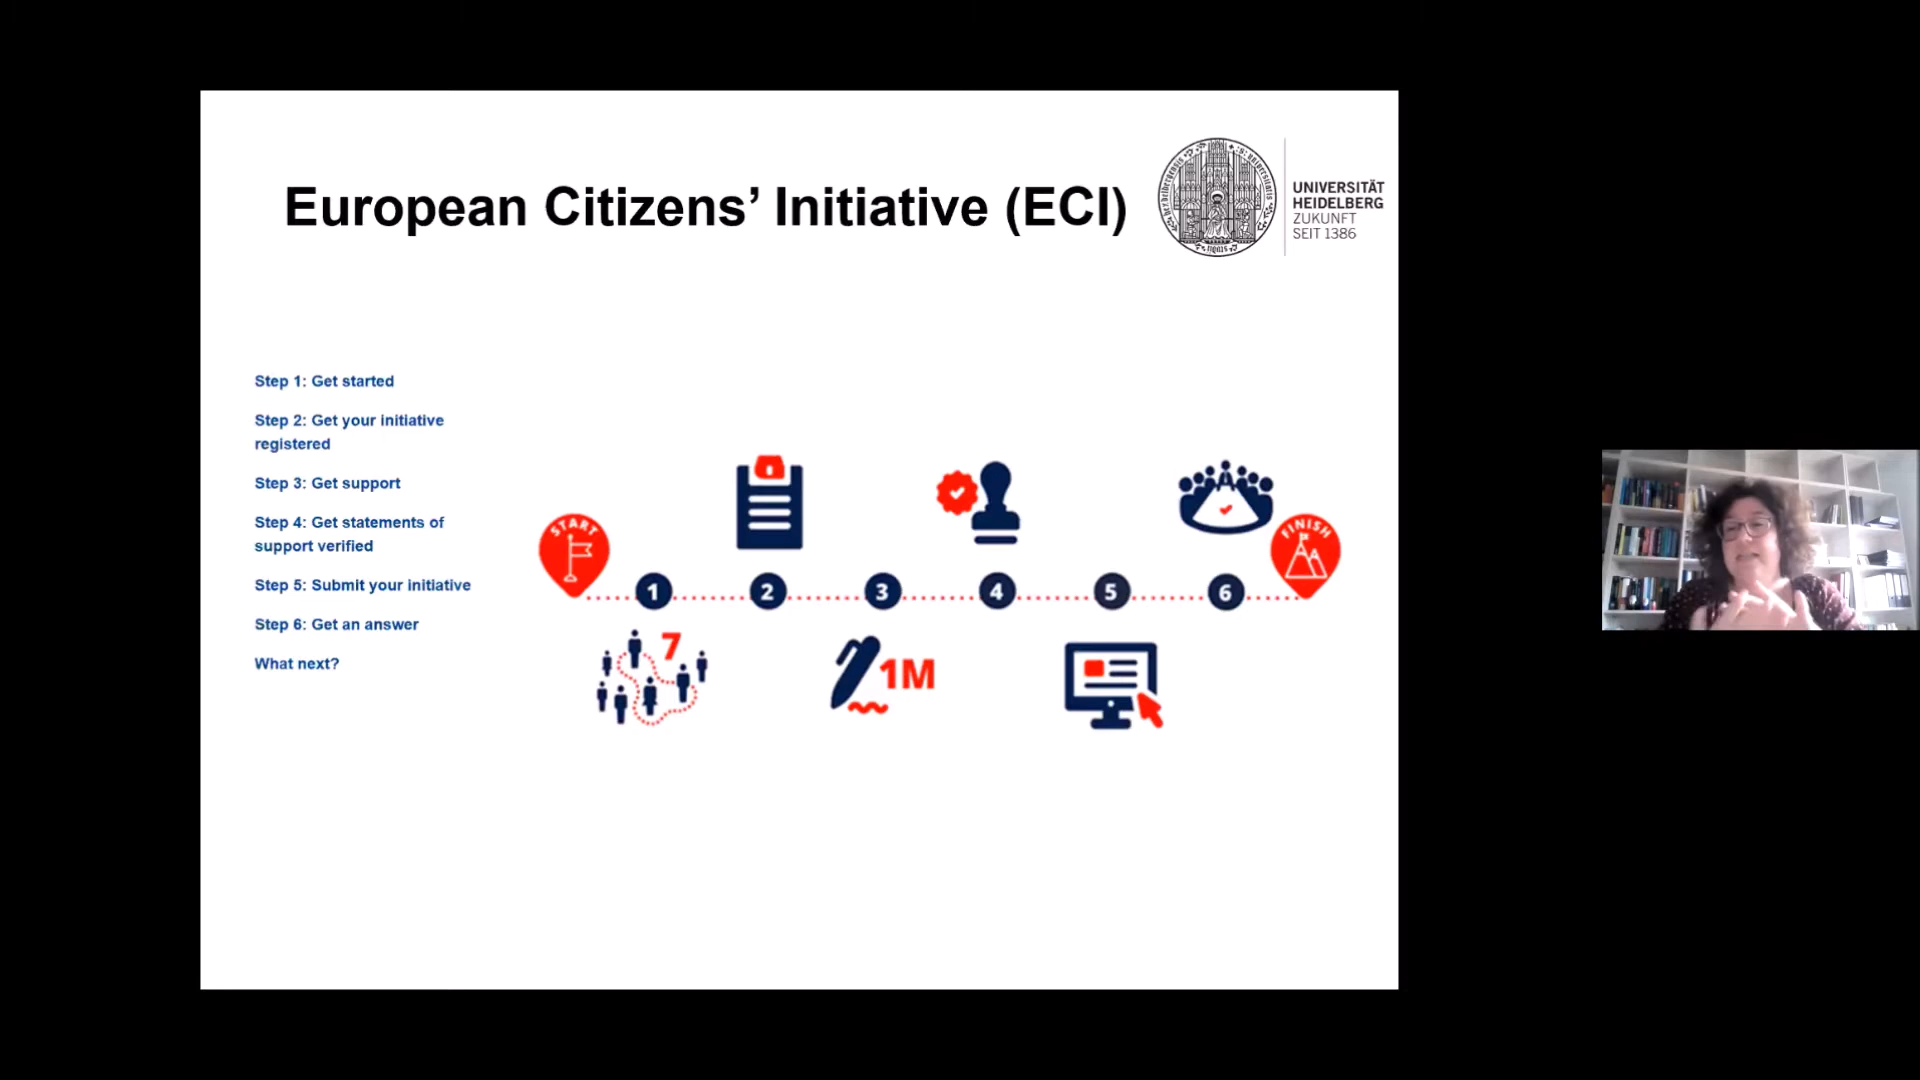 European Citizens’ Initiative (ECI)
UNIVERSITÄT
HEIDELBERG
ZUKUNFT
SEIT 1386
Step 1: Get started
Step 2: Get your initiative
registered
Step 3: Get support
Step 4: Get statements of
support verified
Step 5: Submit your initiative
Step 6: Get an answer
What next?
START
FINISH
1 2 3 4 5 6
7
1M